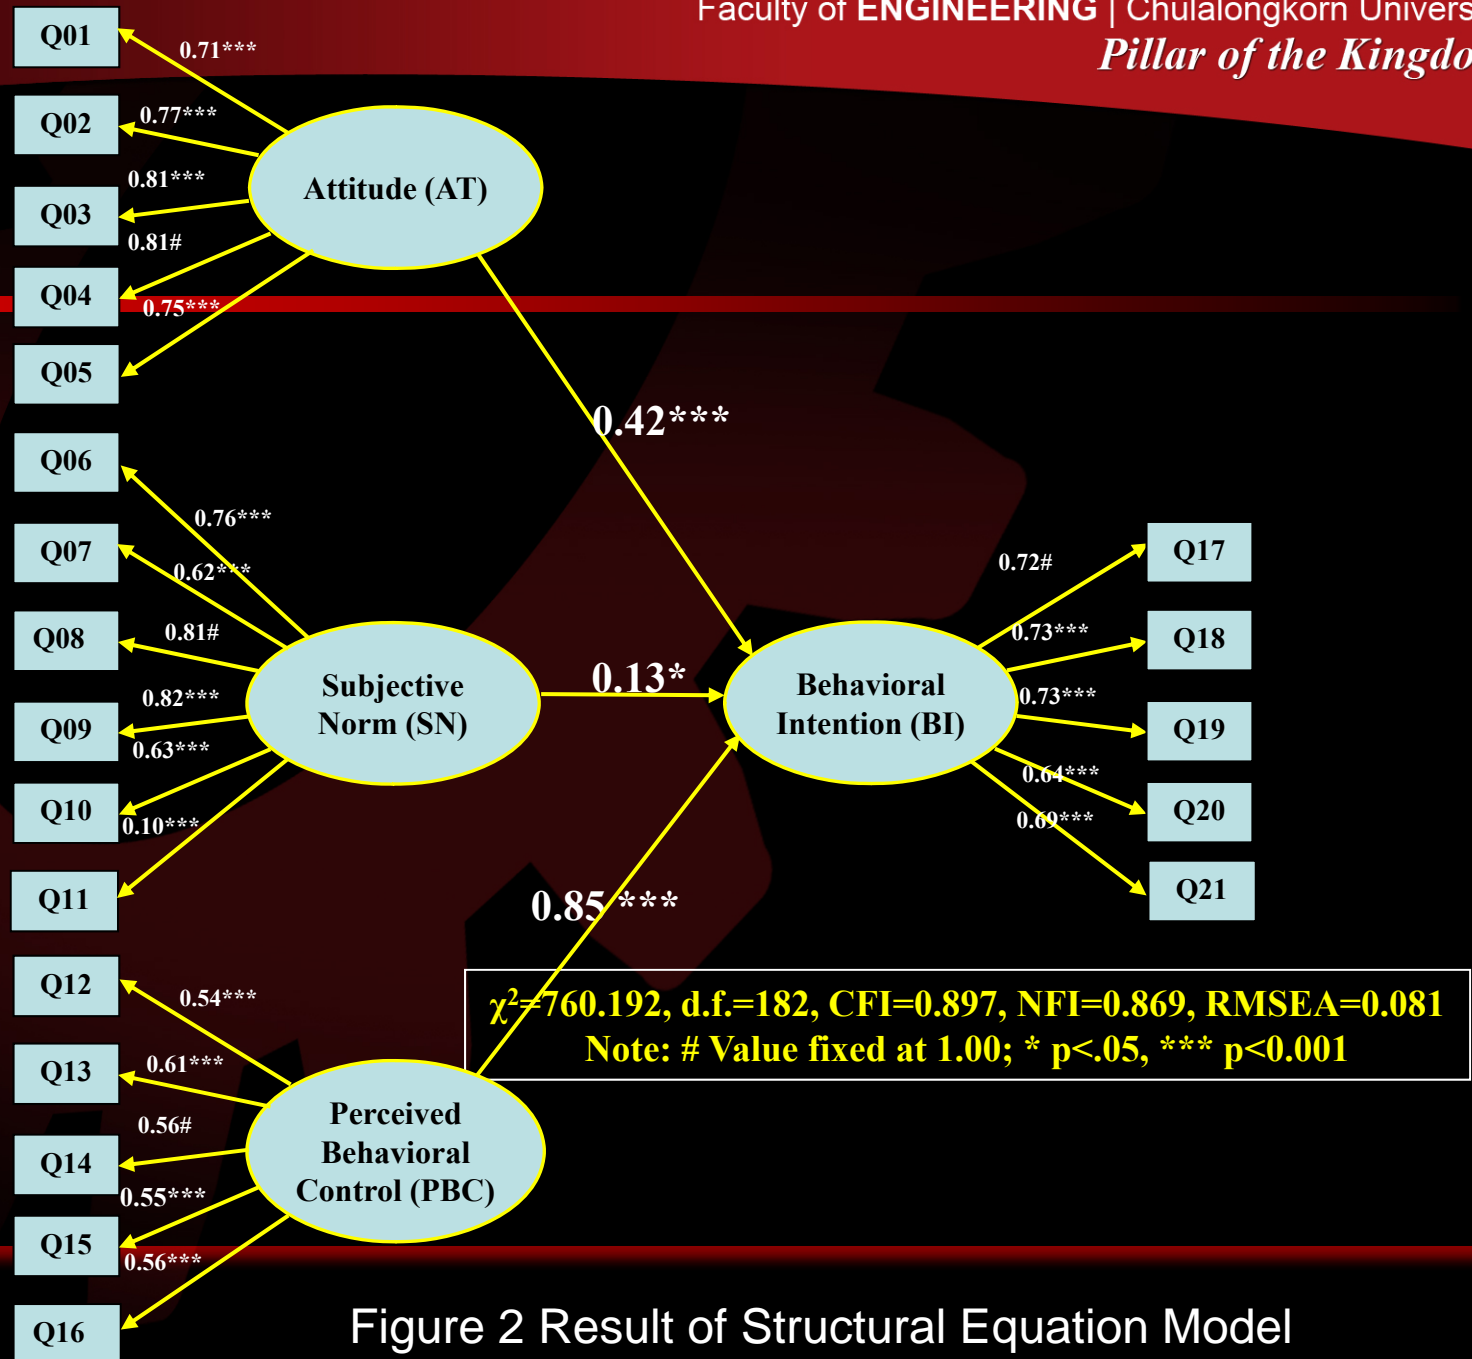 Faculty of ENGINEERING | Chulalongkorn Univers
Pillar of the Kingdo
Q01
0.71***
Q02
0.77***
0.81***
Q03
0.81#
Q04
0.75***
Q05
Attitude (AT)
0.42***
Q06
0.76***
Q07
0.62***
Q08
0.81#
0.82***
Q09
0.63***
Q10
0.10***
Q11
Subjective
Norm (SN)
0.13*
Behavioral
Intention (BI)
0.72#
Q17
0.73***
Q18
0.73***
Q19
0.64***
Q20
0.69***
Q21
0.85 ***
Q12
0.54***
Q13
0.61***
0.56#
Q14
0.55***
Q15
0.56***
Q16
Perceived
Behavioral
Control (PBC)
χ²=760.192, d.f.=182, CFI=0.897, NFI=0.869, RMSEA=0.081
Note: # Value fixed at 1.00; * p<.05, *** p<0.001
Figure 2 Result of Structural Equation Model